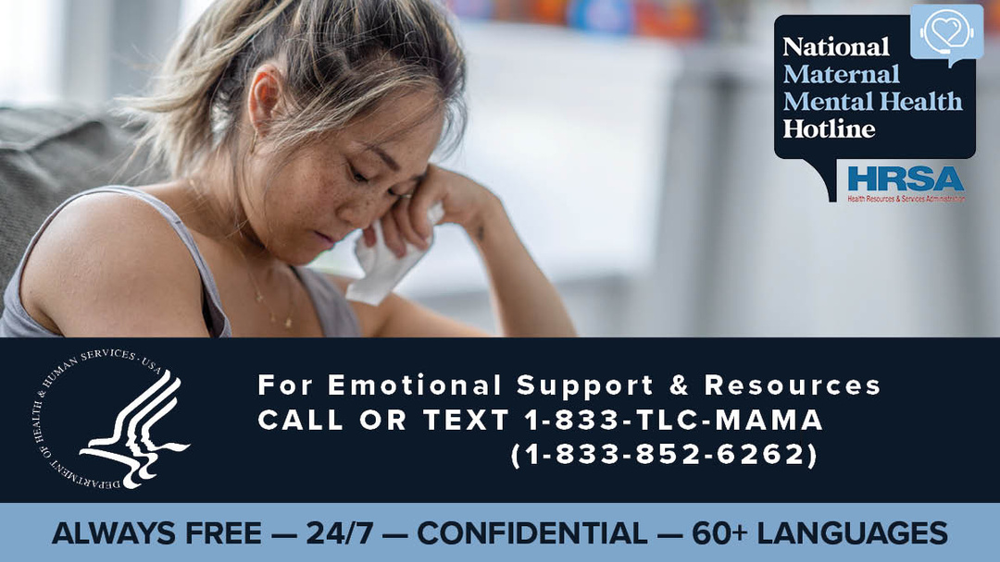 National
Maternal
Mental Health
Hotline
HRSA
Health Resources & Services Administration
DEPARTMENT OF HEALTH & HUMAN SERVICES · USA
For Emotional Support & Resources
CALL OR TEXT 1-833-TLC-MAMA
(1-833-852-6262)
ALWAYS FREE — 24/7 — CONFIDENTIAL — 60+ LANGUAGES